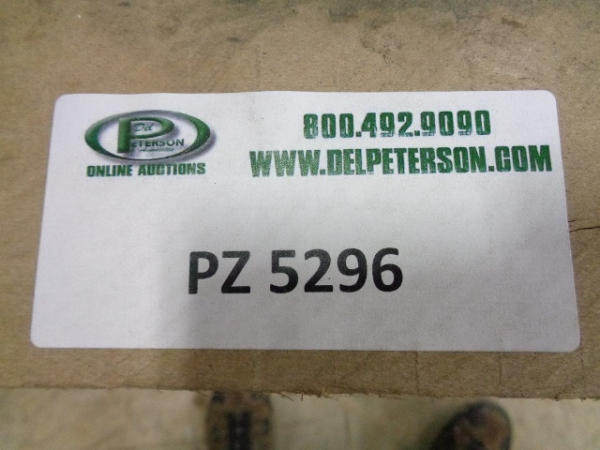 Del
PETERSON
ONLINE AUCTIONS
800.492.9090
WWW.DELPETERSON.COM
PZ 5296